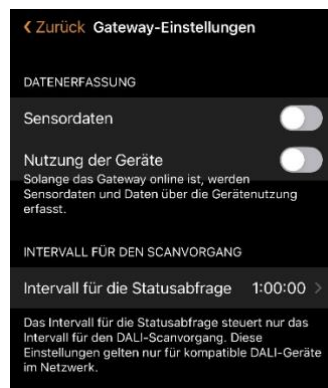 Zurück Gateway-Einstellungen
DATENERFASSUNG
Sensordaten
Nutzung der Geräte
Solange das Gateway online ist, werden
Sensordaten und Daten über die Gerätenutzung
erfasst.
INTERVALL FÜR DEN SCANVORGANG
Intervall für die Statusabfrage 1:00:00
Das Intervall für die Statusabfrage steuert nur das
Intervall für den DALI-Scanvorgang. Diese
Einstellungen gelten nur für kompatible DALI-Geräte
im Netzwerk.